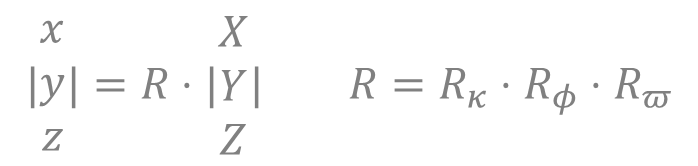 x X
|y| = R · |Y| R = R_κ · R_ϕ · R_ϖ
z Z